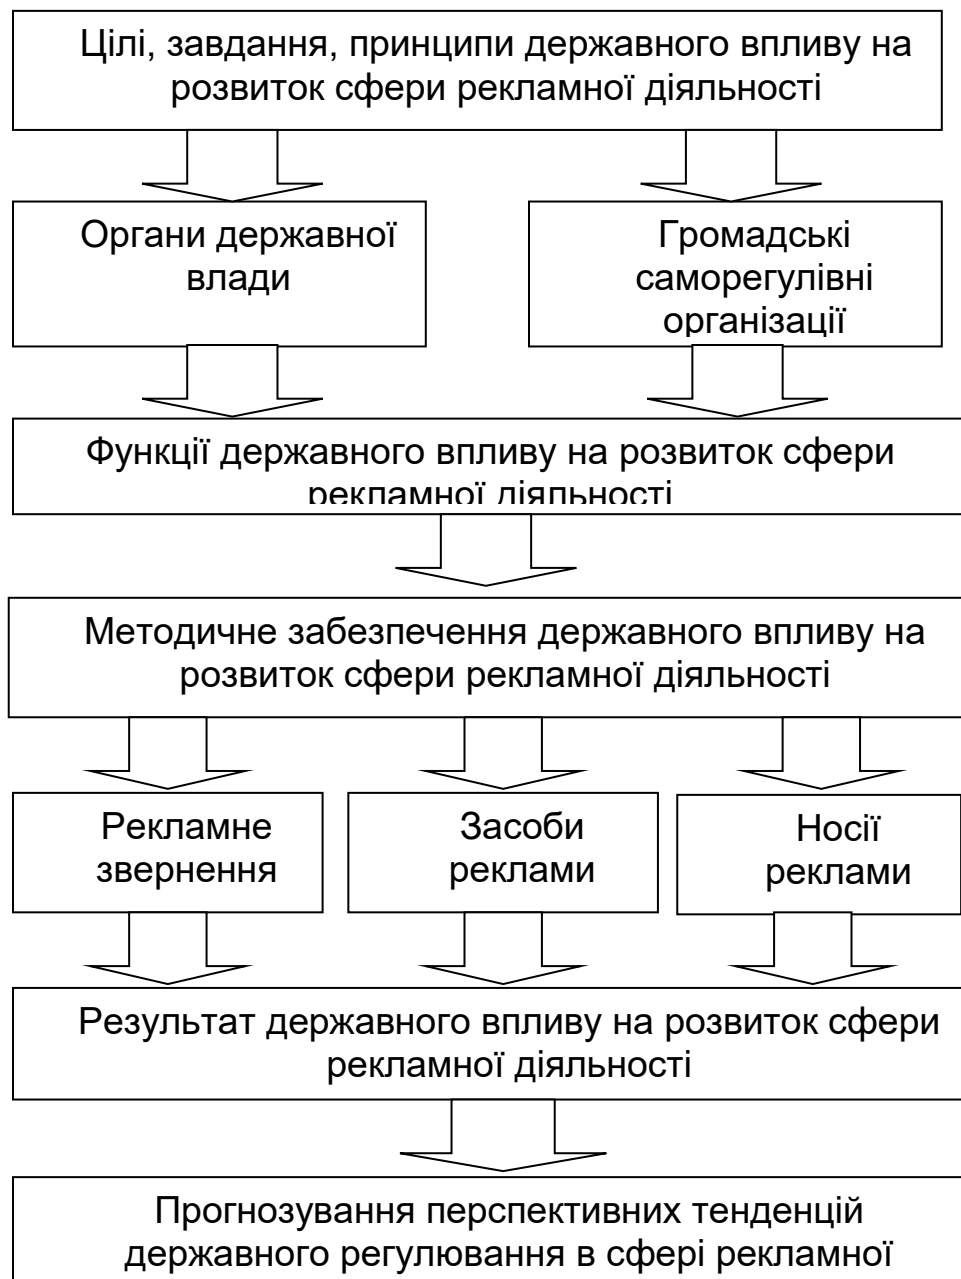 Цілі, завдання, принципи державного впливу на
розвиток сфери рекламної діяльності
Органи державної
влади
Громадські
саморегулівні
організації
Функції державного впливу на розвиток сфери
рекламної діяльності
Методичне забезпечення державного впливу на
розвиток сфери рекламної діяльності
Рекламне
звернення
Засоби
реклами
Носії
реклами
Результат державного впливу на розвиток сфери
рекламної діяльності
Прогнозування перспективних тенденцій
державного регулювання в сфері рекламної